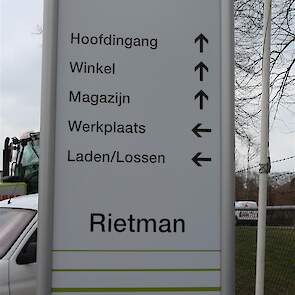 Hoofdingang ↑
Winkel ↑
Magazijn ↑
Werkplaats ←
Laden/Lossen ←
Rietman